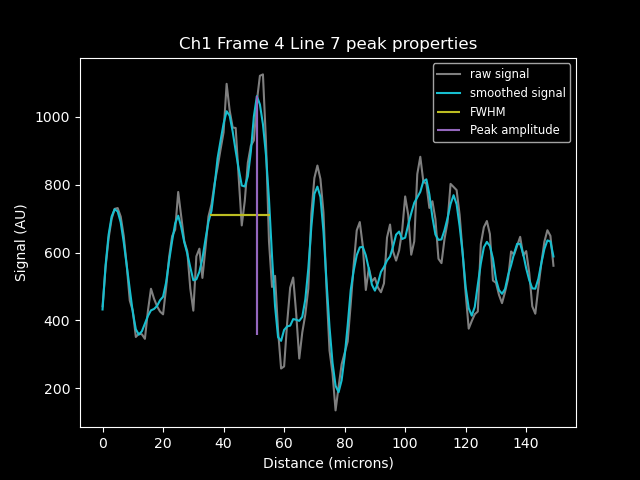 Ch1 Frame 4 Line 7 peak properties
raw signal
smoothed signal
FWHM
Peak amplitude
Signal (AU)
1000
800
600
400
200
0 20 40 60 80 100 120 140
Distance (microns)